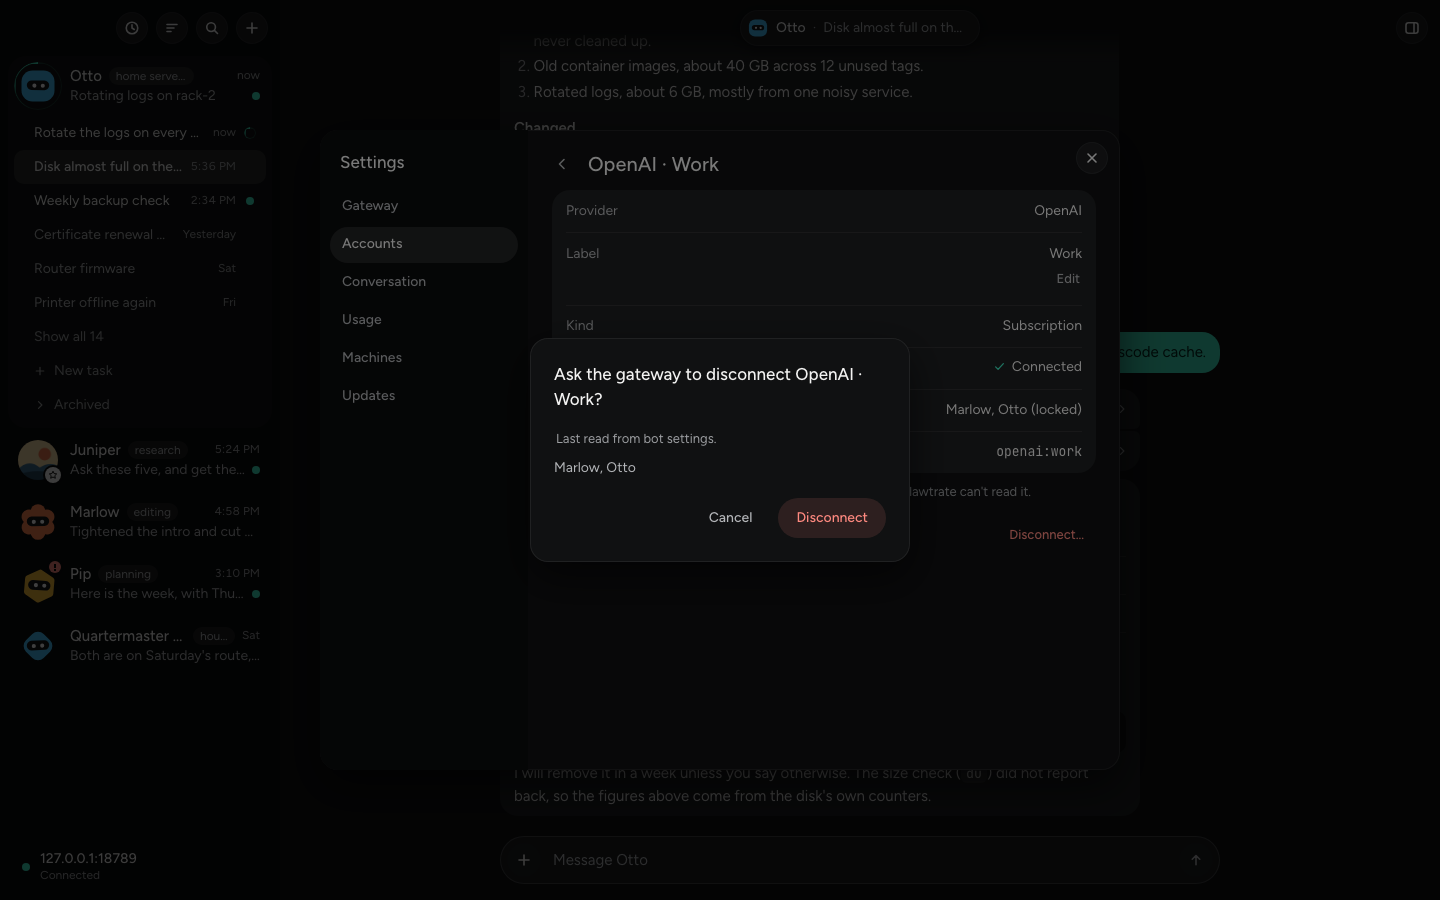 Otto · Disk almost full on th...
Otto home serve... now
Rotating logs on rack-2
Rotate the logs on every ... now
Disk almost full on the... 5:36 PM
Weekly backup check 2:34 PM
Certificate renewal ... Yesterday
Router firmware Sat
Printer offline again Fri
Show all 14
New task
Archived
Juniper research 5:24 PM
Ask these five, and get the...
Marlow editing 4:58 PM
Tightened the intro and cut ...
Pip planning 3:10 PM
Here is the week, with Thu...
Quartermaster ... hou... Sat
Both are on Saturday's route,...
127.0.0.1:18789
Connected
never cleaned up.
2. Old container images, about 40 GB across 12 unused tags.
3. Rotated logs, about 6 GB, mostly from one noisy service.
Changed
cache.
Settings
Gateway
Accounts
Conversation
Usage
Machines
Updates
OpenAI · Work
Provider OpenAI
Label Work
Edit
Kind Subscription
Connected
Marlow, Otto (locked)
openai:work
can't read it.
Disconnect...
Ask the gateway to disconnect OpenAI ·
Work?
Last read from bot settings.
Marlow, Otto
Cancel
Disconnect
I will remove it in a week unless you say otherwise. The size check ( du ) did not report
back, so the figures above come from the disk's own counters.
Message Otto